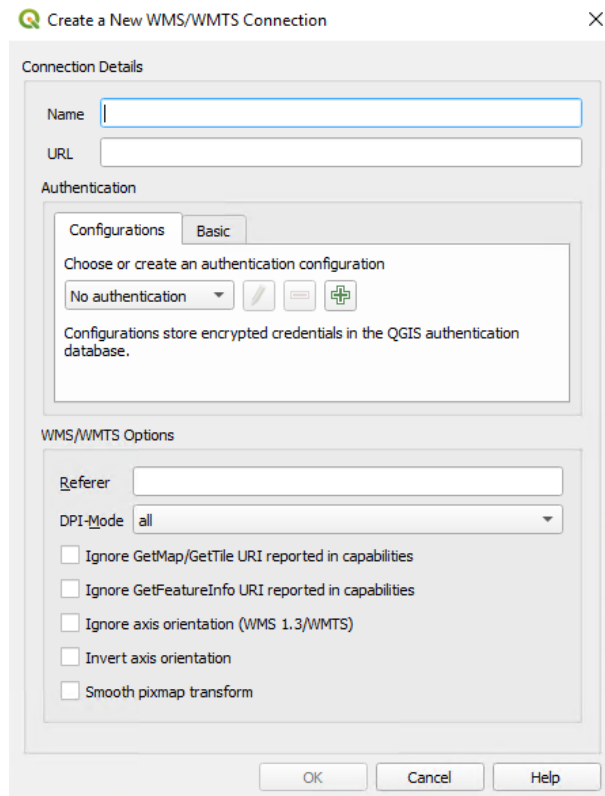 Create a New WMS/WMTS Connection
Connection Details
Name
URL
Authentication
Configurations Basic
Choose or create an authentication configuration
No authentication
Configurations store encrypted credentials in the QGIS authentication
database.
WMS/WMTS Options
Referer
DPI-Mode all
Ignore GetMap/GetTile URI reported in capabilities
Ignore GetFeatureInfo URI reported in capabilities
Ignore axis orientation (WMS 1.3/WMTS)
Invert axis orientation
Smooth pixmap transform
OK Cancel Help